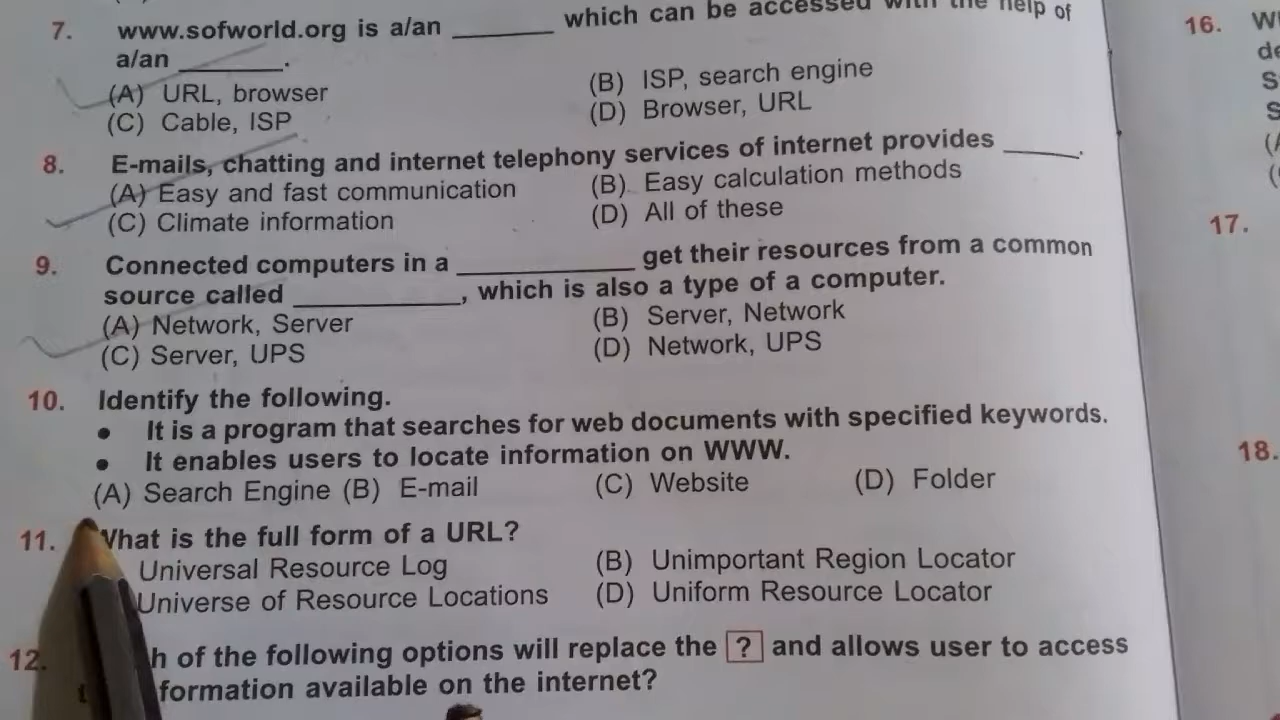 7. www.sofworld.org is a/an ______ which can be accessed with the help of
a/an ______.
(A) URL, browser (B) ISP, search engine
(C) Cable, ISP (D) Browser, URL
8. E-mails, chatting and internet telephony services of internet provides ______.
(A) Easy and fast communication (B) Easy calculation methods
(C) Climate information (D) All of these
9. Connected computers in a ______ get their resources from a common
source called ______, which is also a type of a computer.
(A) Network, Server (B) Server, Network
(C) Server, UPS (D) Network, UPS
10. Identify the following.
• It is a program that searches for web documents with specified keywords.
• It enables users to locate information on WWW.
(A) Search Engine (B) E-mail (C) Website (D) Folder
11. What is the full form of a URL?
Universal Resource Log (B) Unimportant Region Locator
Universe of Resource Locations (D) Uniform Resource Locator
12. of the following options will replace the ? and allows user to access
available on the internet?
16.
17.
18.